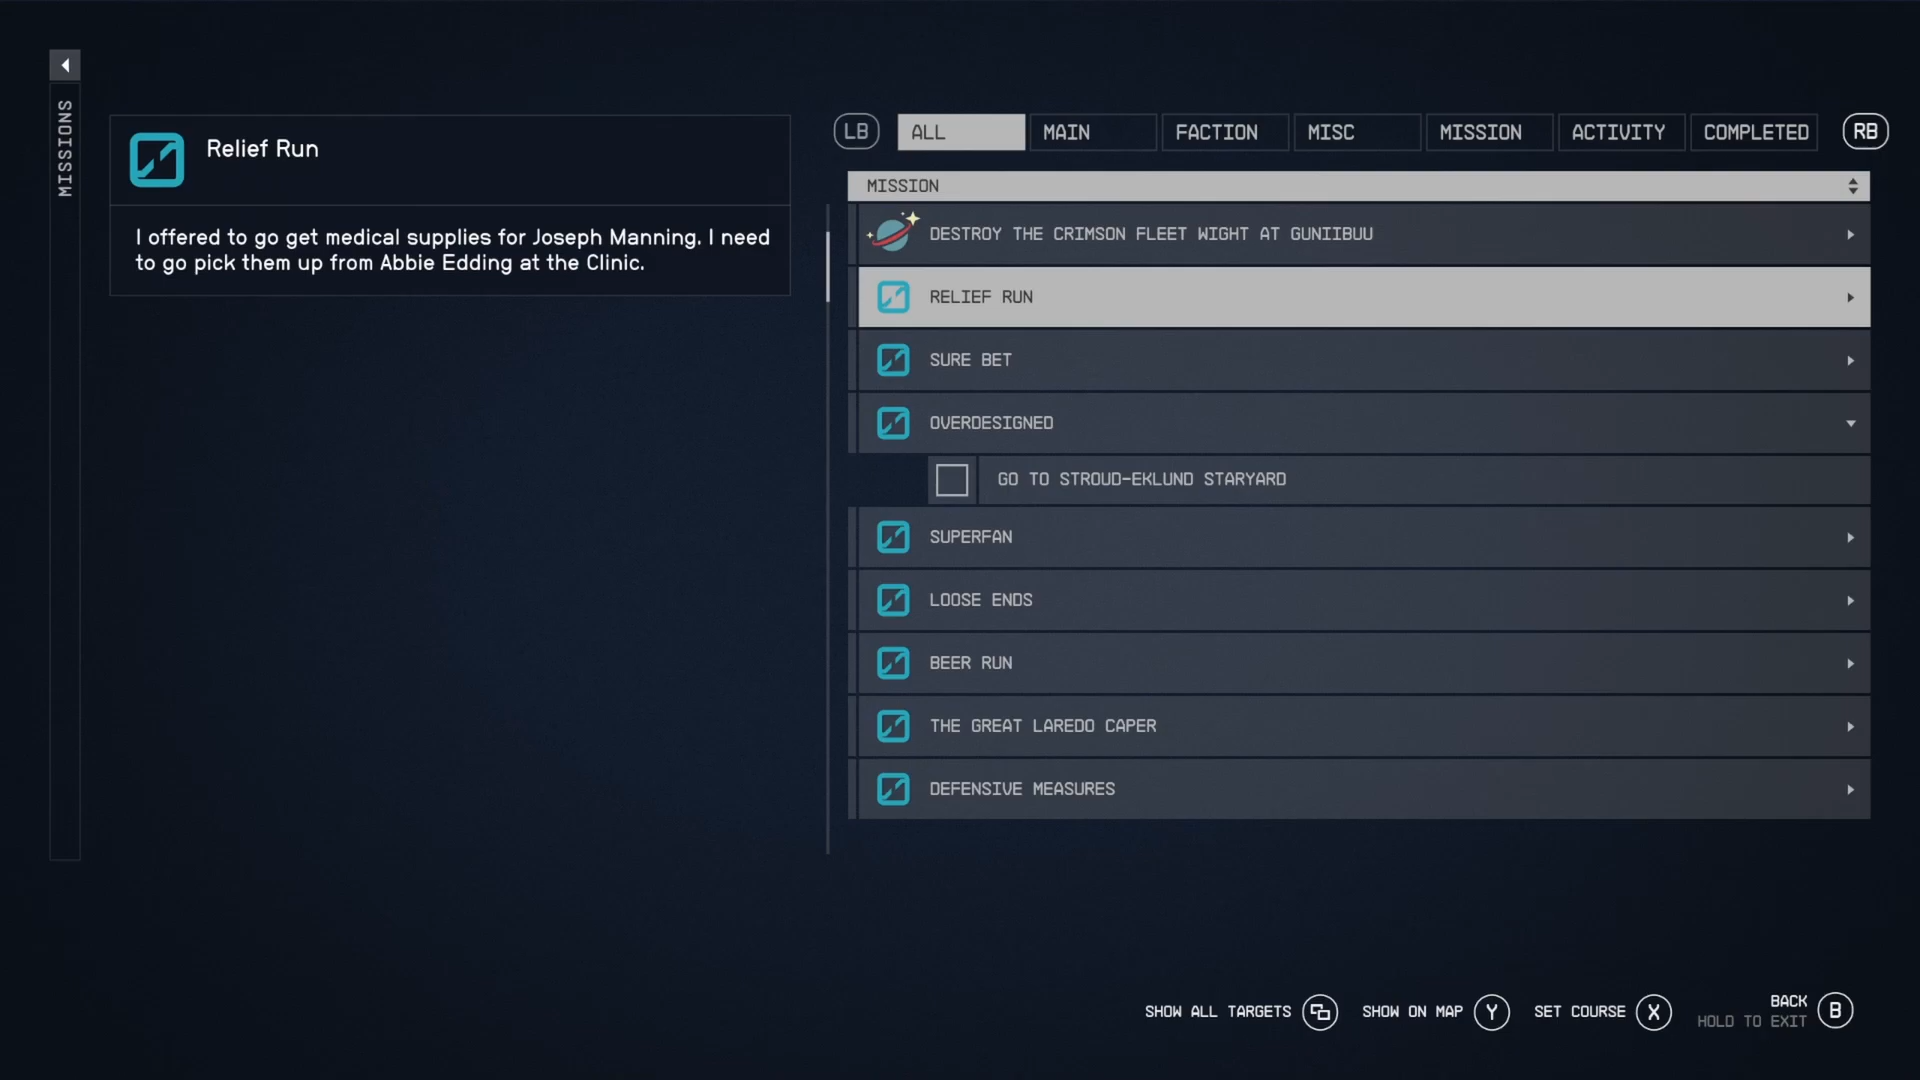 MISSIONS
Relief Run
I offered to go get medical supplies for Joseph Manning. I need
to go pick them up from Abbie Edding at the Clinic.
LB ALL MAIN FACTION MISC MISSION ACTIVITY COMPLETED RB
MISSION
DESTROY THE CRIMSON FLEET WIGHT AT GUNIIBUU
RELIEF RUN
SURE BET
OVERDESIGNED
GO TO STROUD-EKLUND STARYARD
SUPERFAN
LOOSE ENDS
BEER RUN
THE GREAT LAREDO CAPER
DEFENSIVE MEASURES
SHOW ALL TARGETS SHOW ON MAP Y SET COURSE X BACK B
HOLD TO EXIT